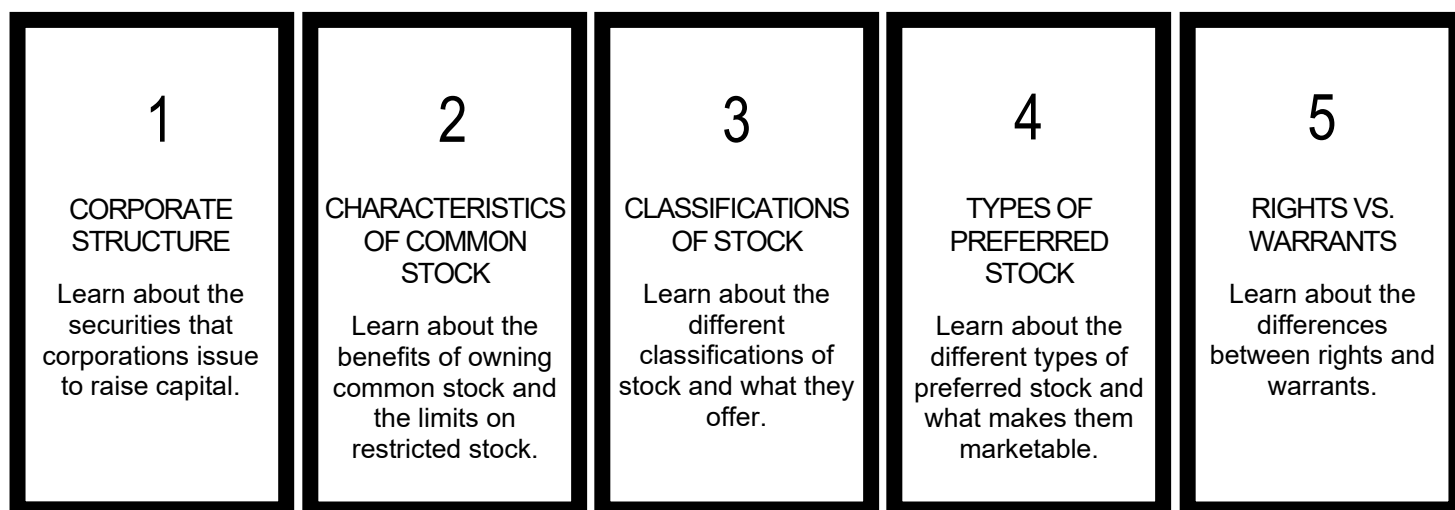 1
CORPORATE
STRUCTURE
Learn about the
securities that
corporations issue
to raise capital.
2
CHARACTERISTICS
OF COMMON
STOCK
Learn about the
benefits of owning
common stock and
the limits on
restricted stock.
3
CLASSIFICATIONS
OF STOCK
Learn about the
different
classifications of
stock and what they
offer.
4
TYPES OF
PREFERRED
STOCK
Learn about the
different types of
preferred stock and
what makes them
marketable.
5
RIGHTS VS.
WARRANTS
Learn about the
differences
between rights and
warrants.